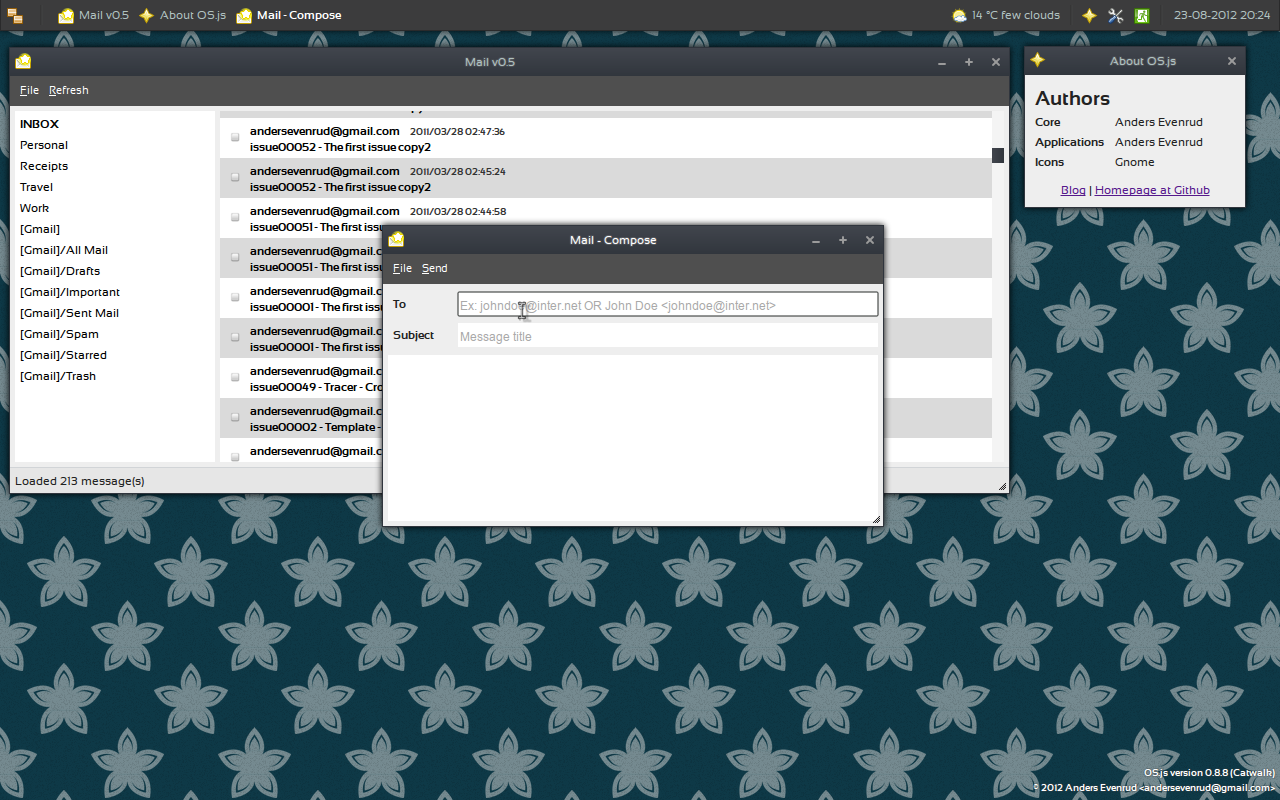 Mail v0.5 About OS.js Mail - Compose 14 °C few clouds 23-08-2012 20:24
Mail v0.5
File Refresh
INBOX
Personal
Receipts
Travel
Work
[Gmail]
[Gmail]/All Mail
[Gmail]/Drafts
[Gmail]/Important
[Gmail]/Sent Mail
[Gmail]/Spam
[Gmail]/Starred
[Gmail]/Trash
andersevenrud@gmail.com 2011/03/28 02:47:36
issue00052 - The first issue copy2
andersevenrud@gmail.com 2011/03/28 02:45:24
issue00052 - The first issue copy2
andersevenrud@gmail.com 2011/03/28 02:44:58
issue00051 - The first iss
andersevenrud@gmail.c
issue00051 - The first iss
andersevenrud@gmail.c
issue00001 - The first iss
andersevenrud@gmail.c
issue00001 - The first iss
andersevenrud@gmail.c
issue00049 - Tracer - Cro
andersevenrud@gmail.c
issue00002 - Template -
andersevenrud@gmail.c
Loaded 213 message(s)
Mail - Compose
File Send
To Ex: johndoe@inter.net OR John Doe <johndoe@inter.net>
Subject Message title
About OS.js
Authors
Core Anders Evenrud
Applications Anders Evenrud
Icons Gnome
Blog | Homepage at Github
OS.js version 0.8.8 (Catwalk)
© 2012 Anders Evenrud <andersevenrud@gmail.com>